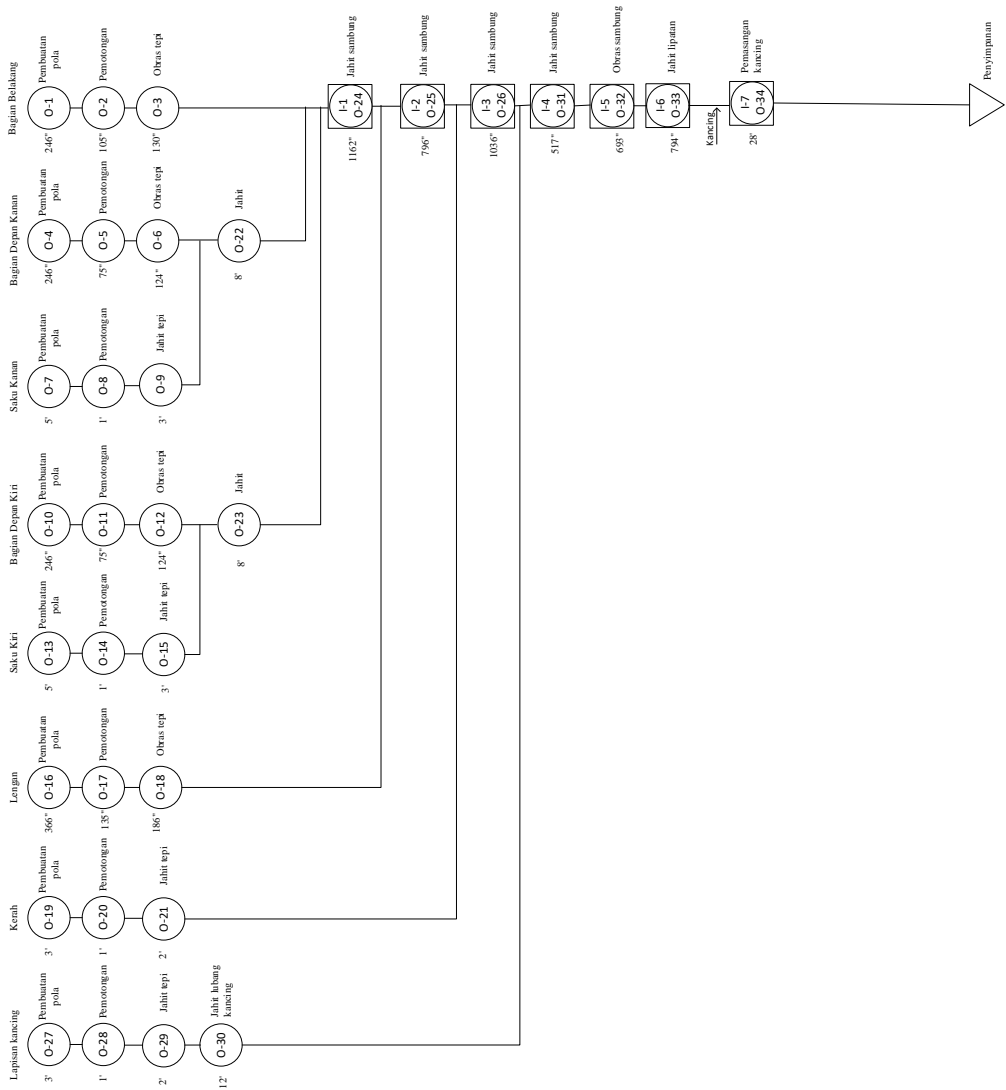 Lapisan kancing
3'
O-27
Pembuatan
pola
1'
O-28
Pemotongan
2'
O-29
Jahit tepi
12'
O-30
Jahit lubang
kancing
Kerah
3'
O-19
Pembuatan
pola
1'
O-20
Pemotongan
2'
O-21
Jahit tepi
Lengan
366"
O-16
Pembuatan
pola
135"
O-17
Pemotongan
186"
O-18
Obras tepi
Saku Kiri
5'
O-13
Pembuatan
pola
1'
O-14
Pemotongan
3'
O-15
Jahit tepi
Bagian Depan Kiri
246"
O-10
Pembuatan
pola
75"
O-11
Pemotongan
124"
O-12
Obras tepi
8'
O-23
Jahit
Saku Kanan
5'
O-7
Pembuatan
pola
1'
O-8
Pemotongan
3'
O-9
Jahit tepi
Bagian Depan Kanan
246"
O-4
Pembuatan
pola
75"
O-5
Pemotongan
124"
O-6
Obras tepi
8'
O-22
Jahit
Bagian Belakang
246"
O-1
Pembuatan
pola
105"
O-2
Pemotongan
130"
O-3
Obras tepi
1162"
I-1
O-24
Jahit sambung
796"
I-2
O-25
Jahit sambung
1036"
I-3
O-26
Jahit sambung
517"
I-4
O-31
Jahit sambung
693"
I-5
O-32
Obras sambung
794"
I-6
O-33
Jahit lipatan
Kancing
28'
I-7
O-34
Pemasangan
kancing
Penyimpanan